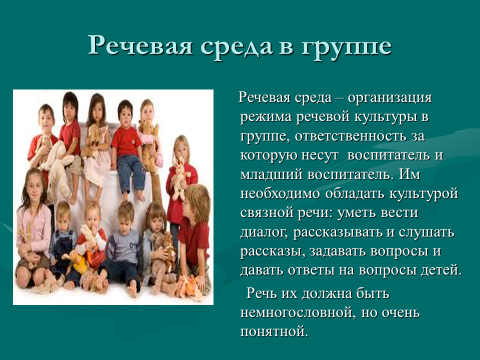 Речевая среда в группе
Речевая среда – организация
режима речевой культуры в
группе, ответственность за
которую несут воспитатель и
младший воспитатель. Им
необходимо обладать культурой
связной речи: уметь вести
диалог, рассказывать и слушать
рассказы, задавать вопросы и
давать ответы на вопросы детей.
Речь их должна быть
немногословной, но очень
понятной.